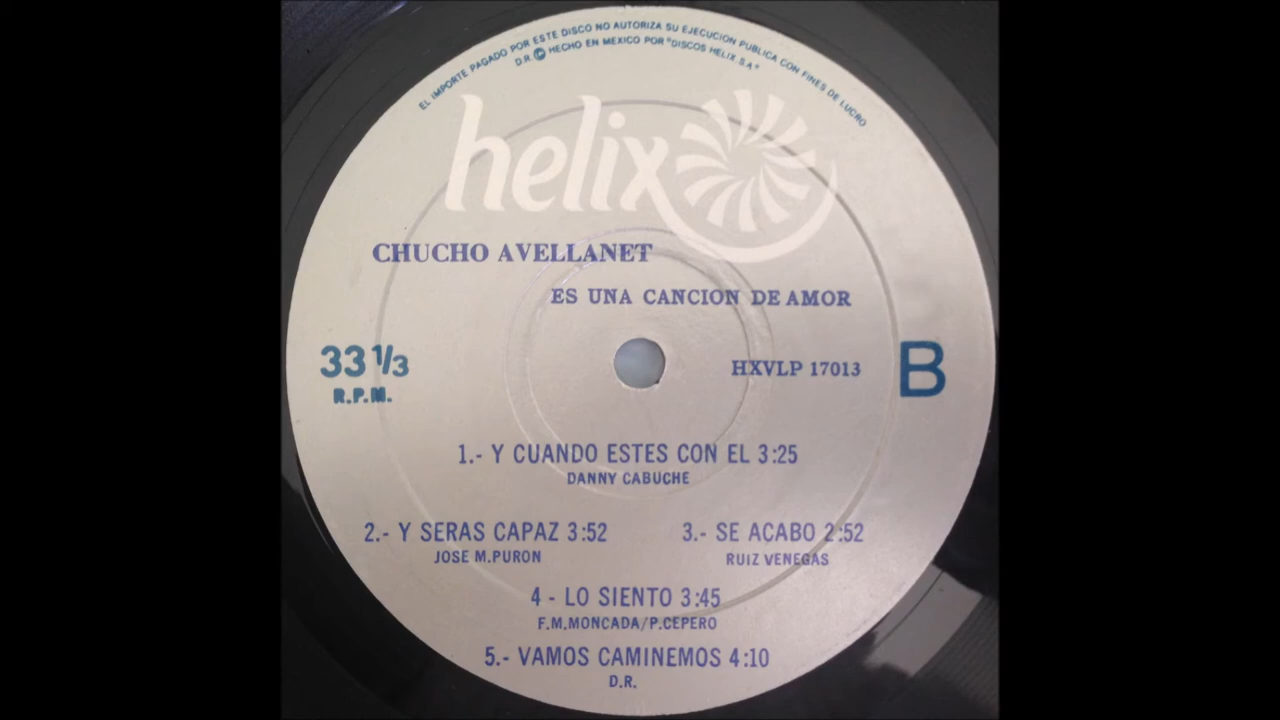 EL IMPORTE PAGADO POR ESTE DISCO NO AUTORIZA SU EJECUCION PUBLICA CON FINES DE LUCRO
D.R. Ⓒ HECHO EN MEXICO POR "DISCOS HELIX, S.A"
helix
CHUCHO AVELLANET
ES UNA CANCION DE AMOR
33 1/3
R.P.M.
HXVLP 17013
B
1.- Y CUANDO ESTES CON EL 3:25
DANNY CABUCHE
2.- Y SERAS CAPAZ 3:52
JOSE M.PURON
3.- SE ACABO 2:52
RUIZ VENEGAS
4 - LO SIENTO 3:45
F.M.MONCADA/P.CEPERO
5.- VAMOS CAMINEMOS 4:10
D.R.